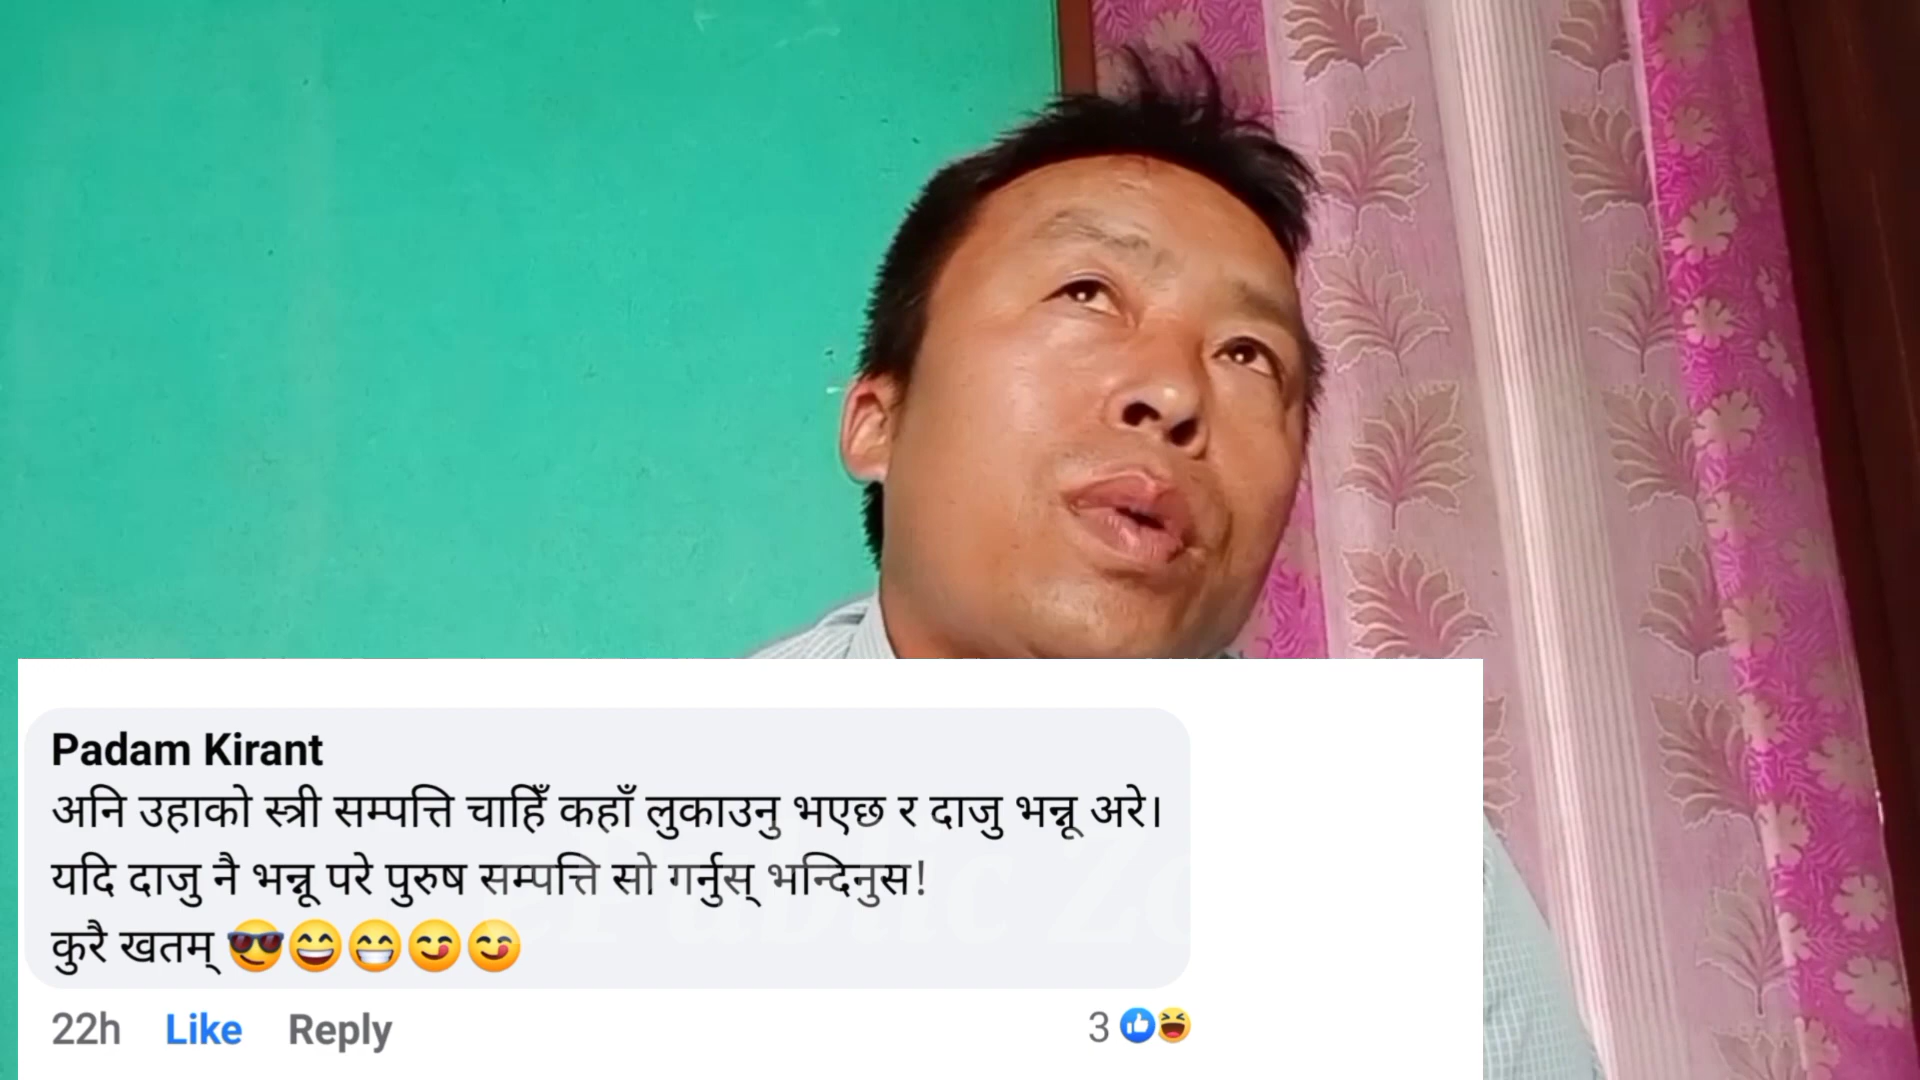 Padam Kirant
अनि उहाको स्त्री सम्पत्ति चाहिँ कहाँ लुकाउनु भएछ र दाजु भन्नू अरे।
यदि दाजु नै भन्नू परे पुरुष सम्पत्ति सो गर्नुस् भन्दिनुस!
कुरै खतम् 😎😄😁😋😋
22h Like Reply 3